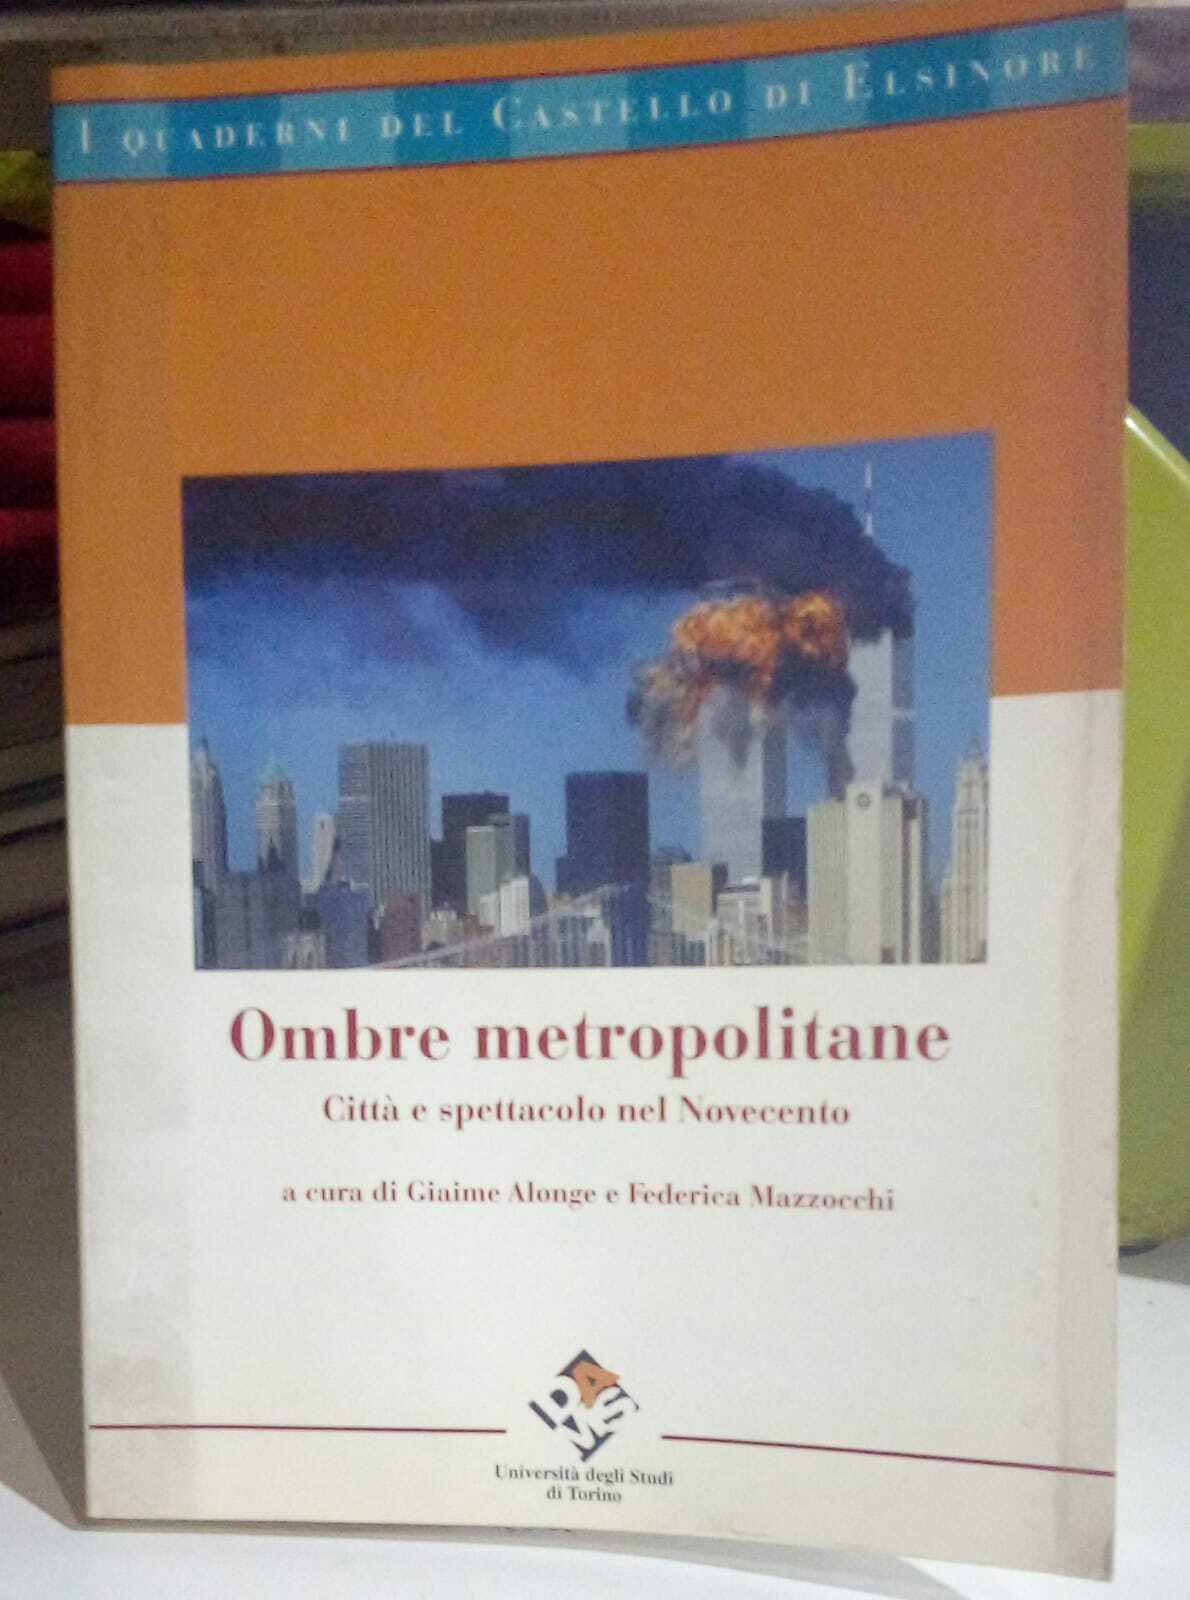 I QUADERNI DEL CASTELLO DI ELSINORE
Ombre metropolitane
Città e spettacolo nel Novecento
a cura di Giaime Alonge e Federica Mazzocchi
DAMS
Università degli Studi
di Torino